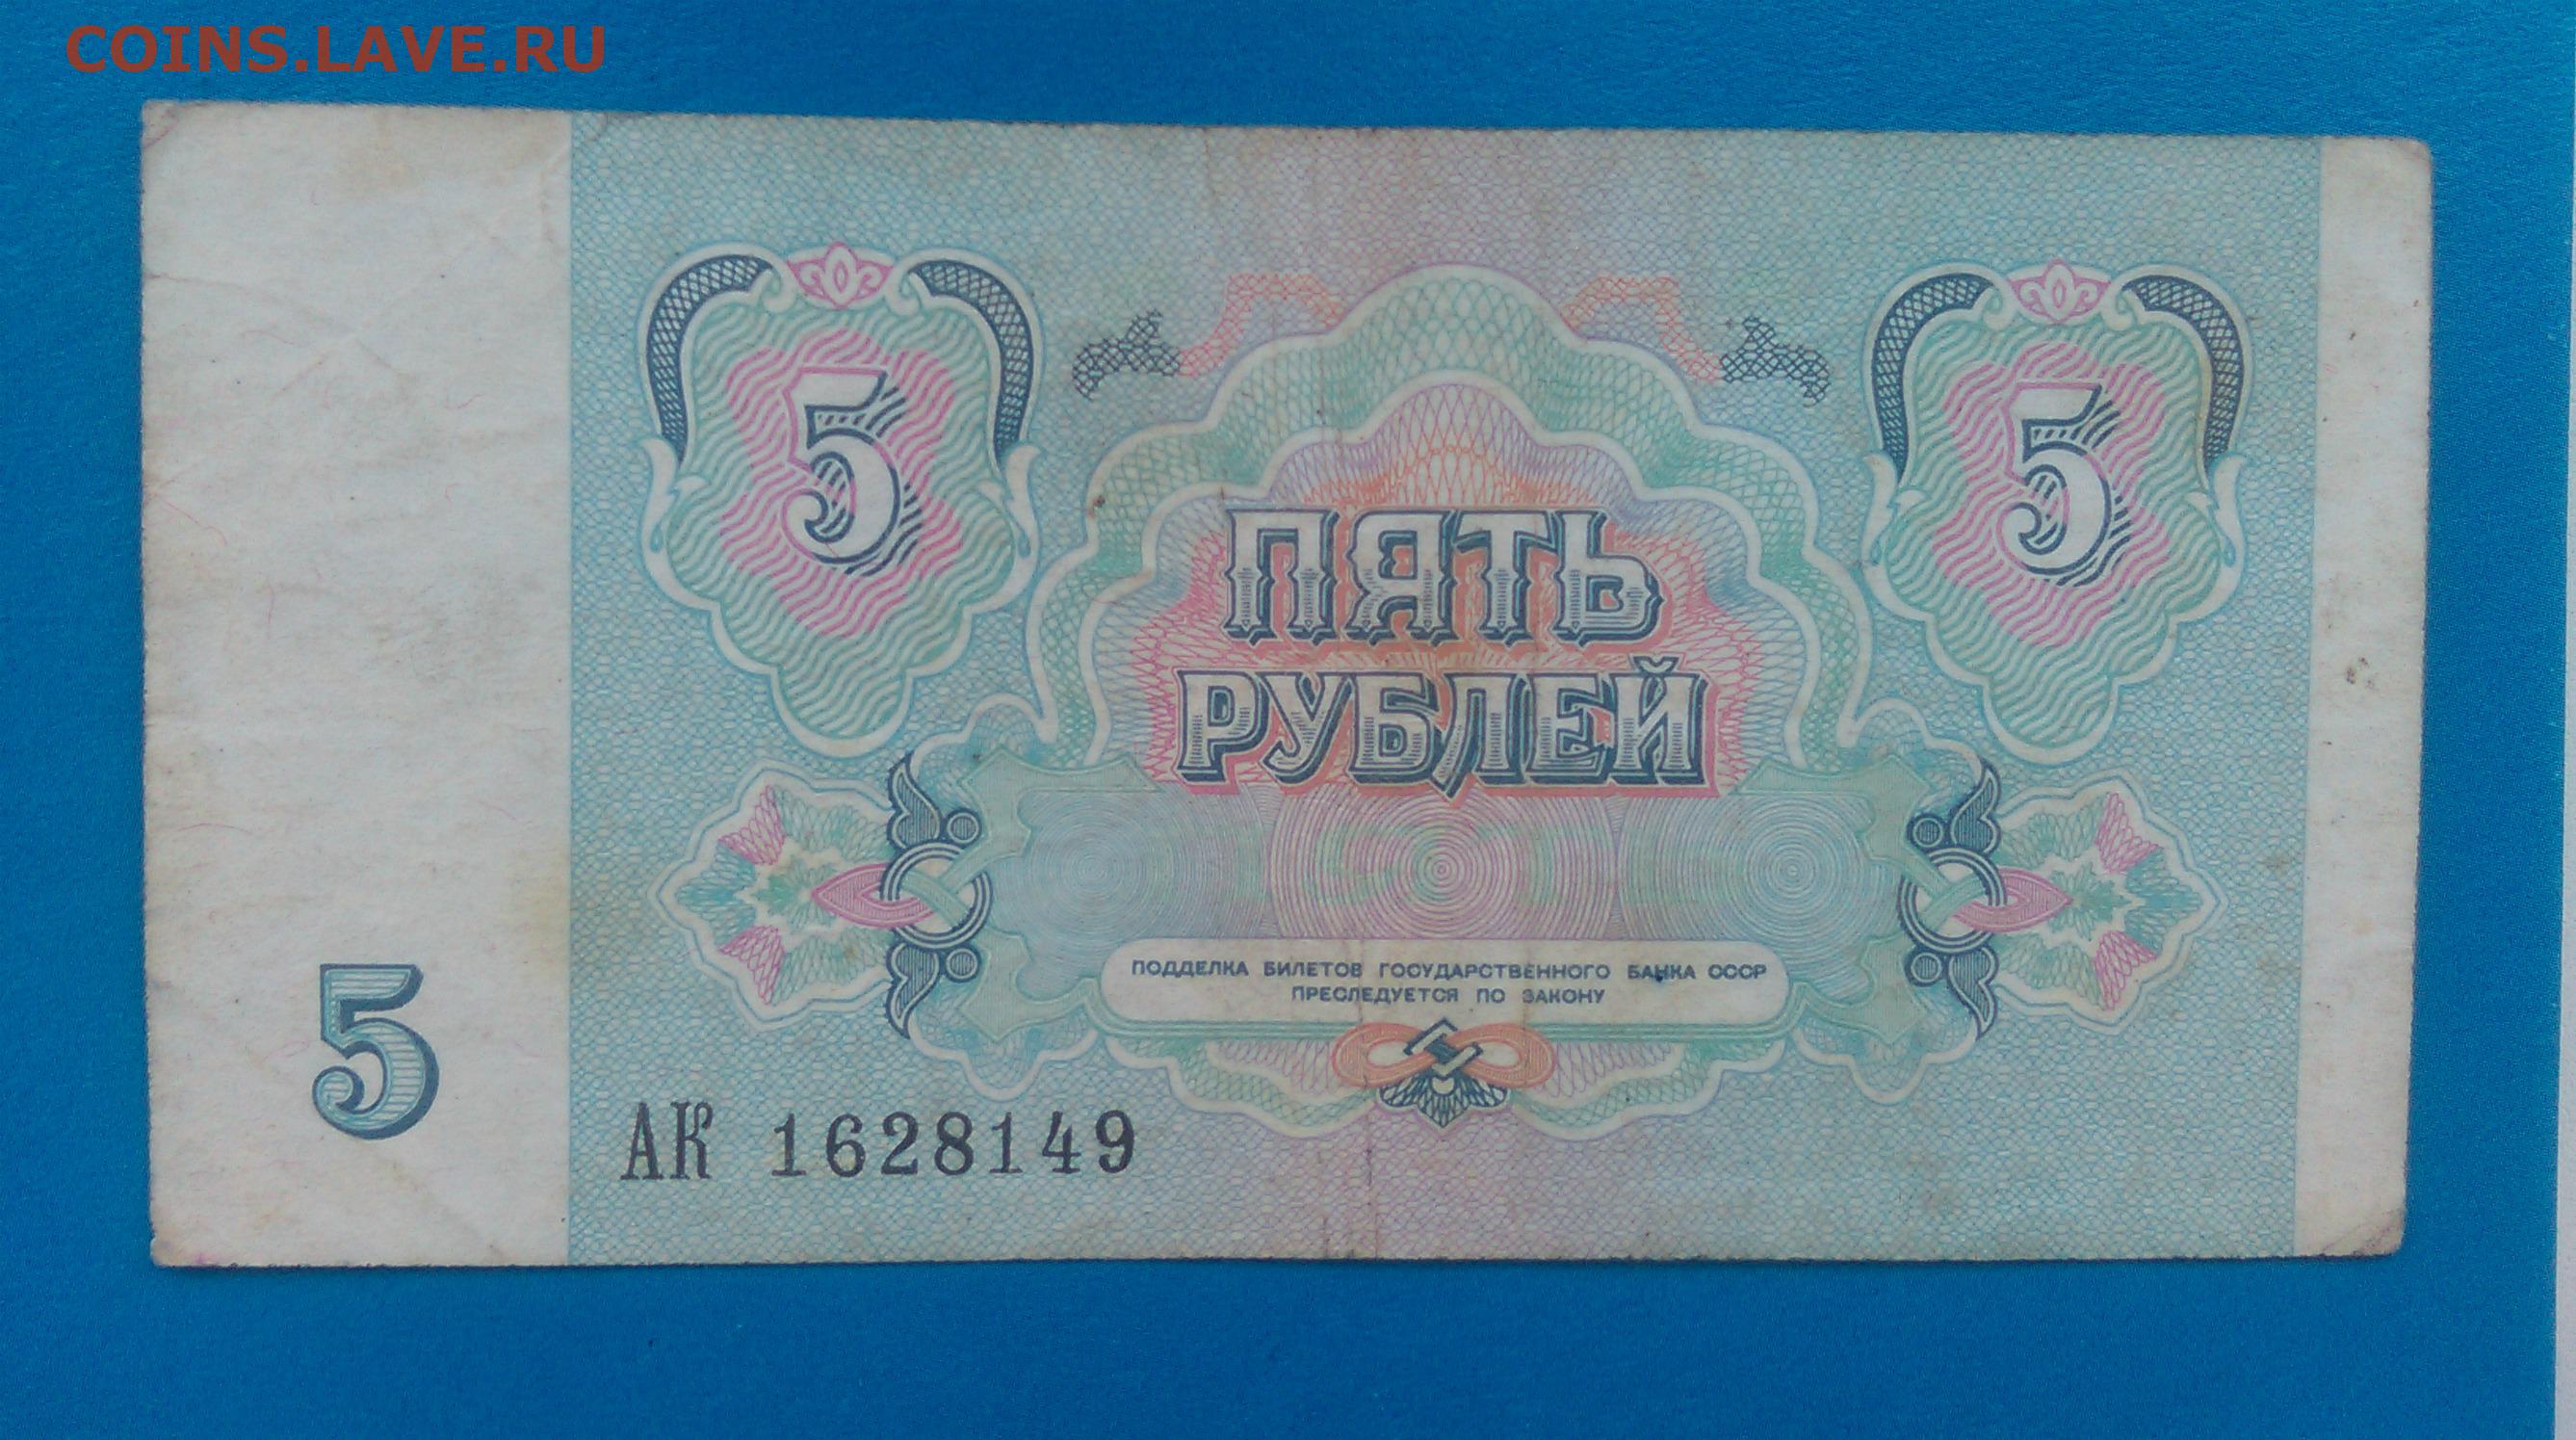 COINS.LAVE.RU
5
5
ПЯТЬ
РУБЛЕЙ
ПОДДЕЛКА БИЛЕТОВ ГОСУДАРСТВЕННОГО БАНКА СССР
ПРЕСЛЕДУЕТСЯ ПО ЗАКОНУ
5
АК 1628149